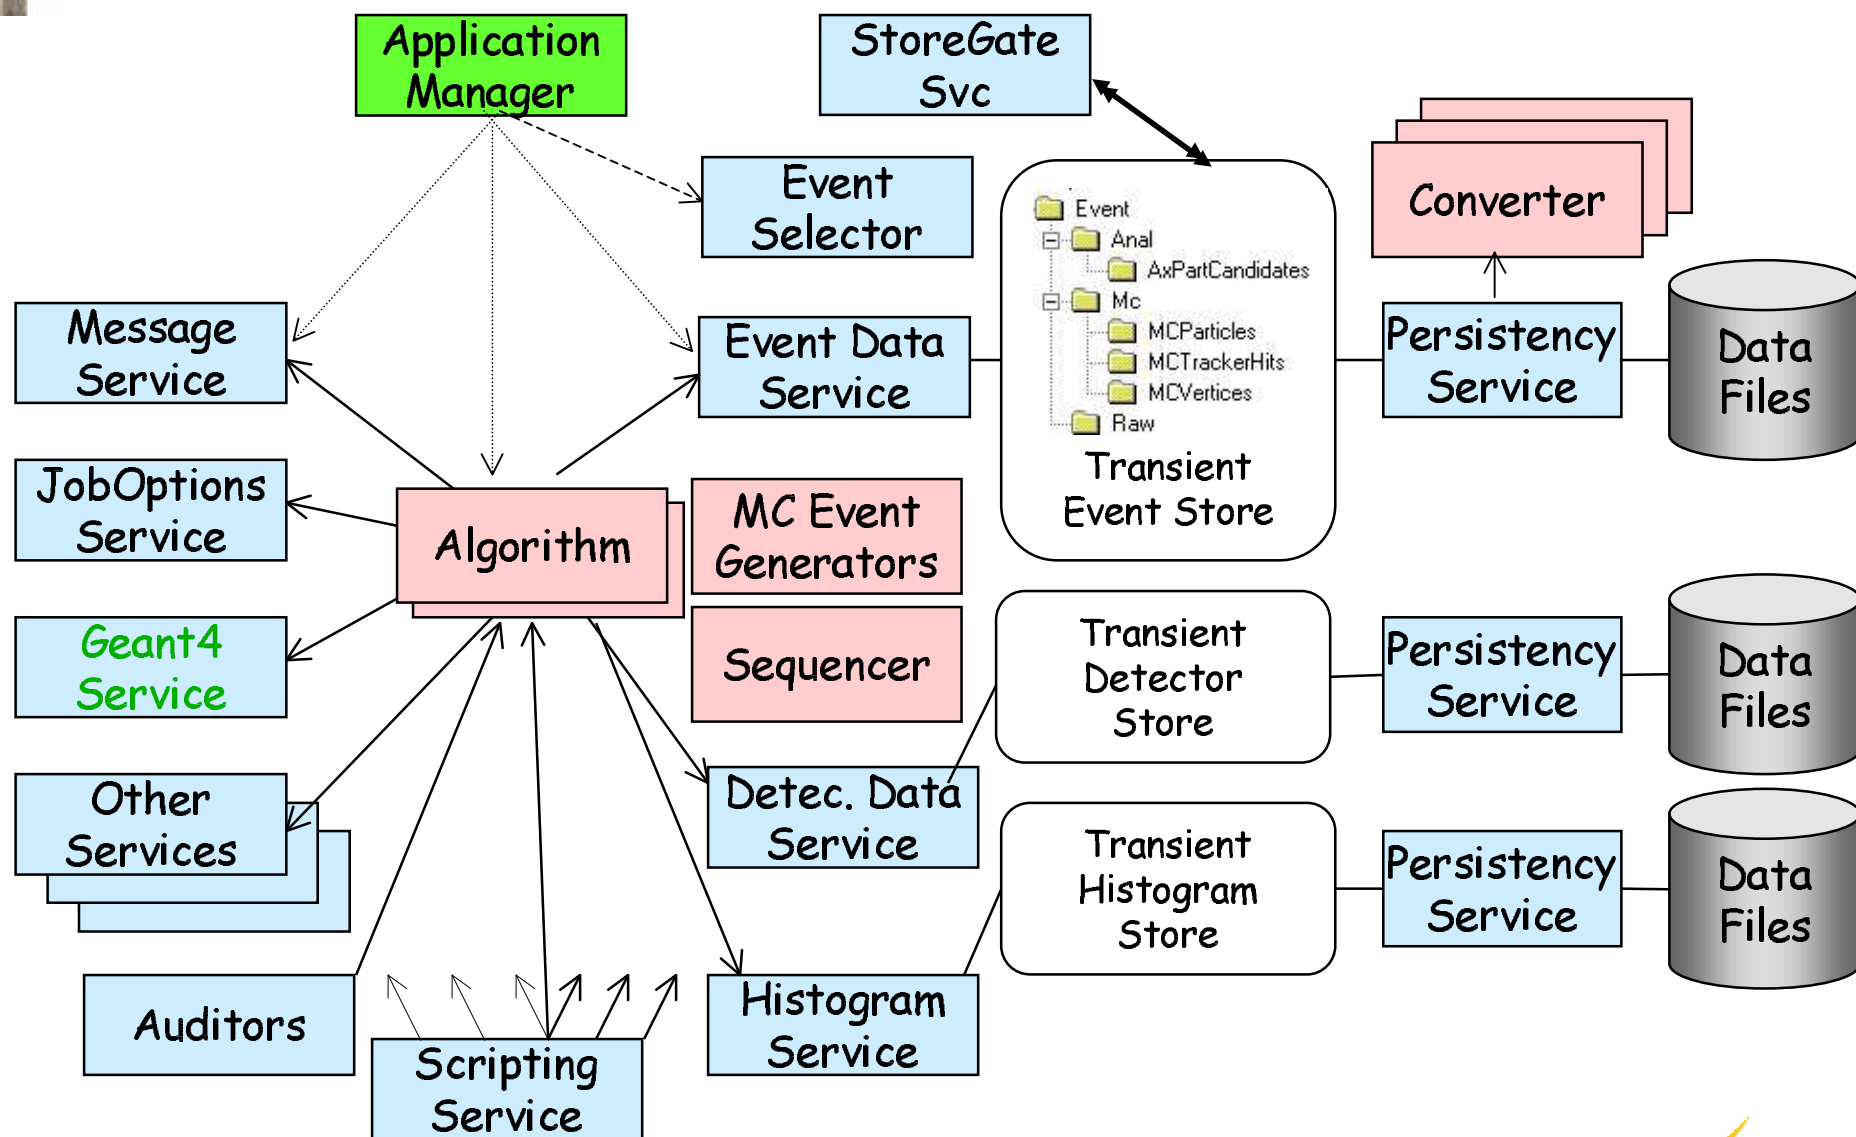 Application
Manager
StoreGate
Svc
Event
Selector
Converter
Event
Anal
AxPartCandidates
Mc
MCParticles
MCTrackerHits
MCVertices
Raw
Transient
Event Store
Message
Service
Event Data
Service
Persistency
Service
Data
Files
JobOptions
Service
Algorithm
MC Event
Generators
Geant4
Service
Sequencer
Transient
Detector
Store
Persistency
Service
Data
Files
Other
Services
Detec. Data
Service
Transient
Histogram
Store
Persistency
Service
Data
Files
Auditors
Scripting
Service
Histogram
Service